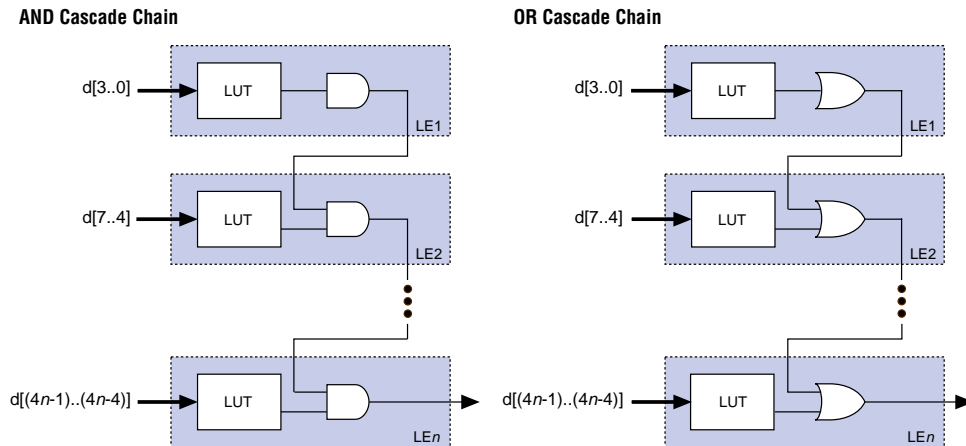 AND Cascade Chain
d[3..0]
LUT
LE1
d[7..4]
LUT
LE2
d[(4n-1)..(4n-4)]
LUT
LEn
OR Cascade Chain
d[3..0]
LUT
LE1
d[7..4]
LUT
LE2
d[(4n-1)..(4n-4)]
LUT
LEn